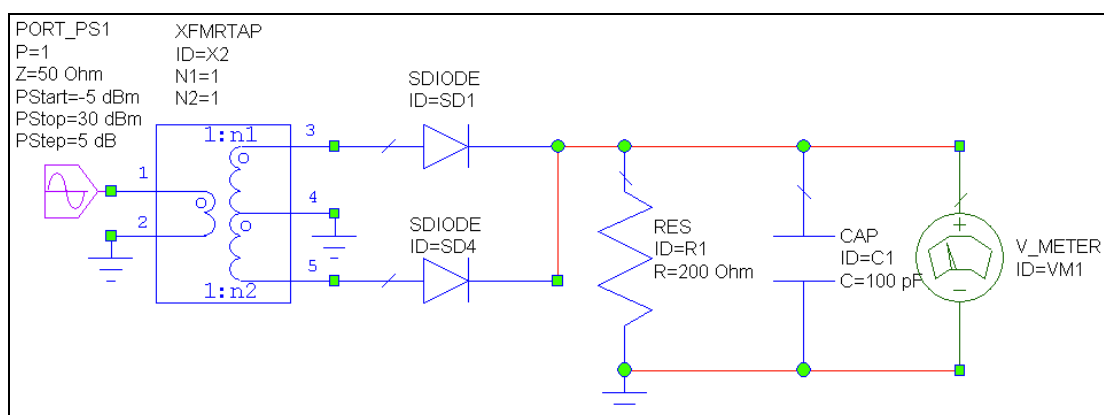 PORT_PS1
P=1
Z=50 Ohm
PStart=-5 dBm
PStop=30 dBm
PStep=5 dB
XFMRTAP
ID=X2
N1=1
N2=1
1:n1
1:n2
1
2
3
4
5
SDIODE
ID=SD1
SDIODE
ID=SD4
RES
ID=R1
R=200 Ohm
CAP
ID=C1
C=100 pF
V_METER
ID=VM1